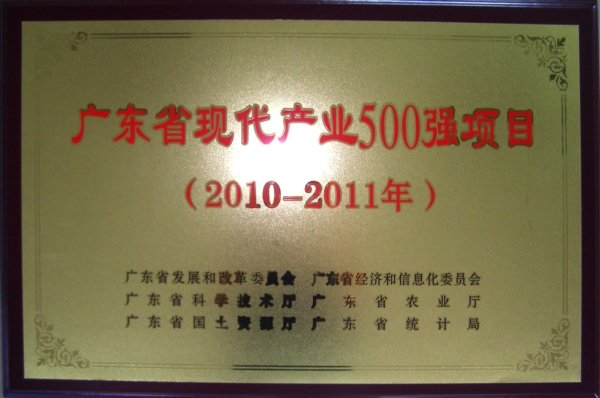 广东省现代产业500强项目
（2010-2011年）
广东省发展和改革委员会 广东省经济和信息化委员会
广东省科学技术厅 广东省农业厅
广东省国土资源厅 广东省统计局